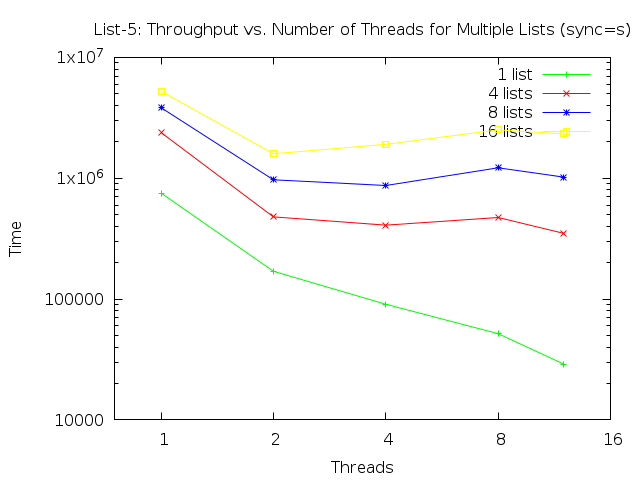 List-5: Throughput vs. Number of Threads for Multiple Lists (sync=s)
1x10^7
1 list
4 lists
8 lists
16 lists
1x10^6
Time
100000
10000
1 2 4 8 16
Threads